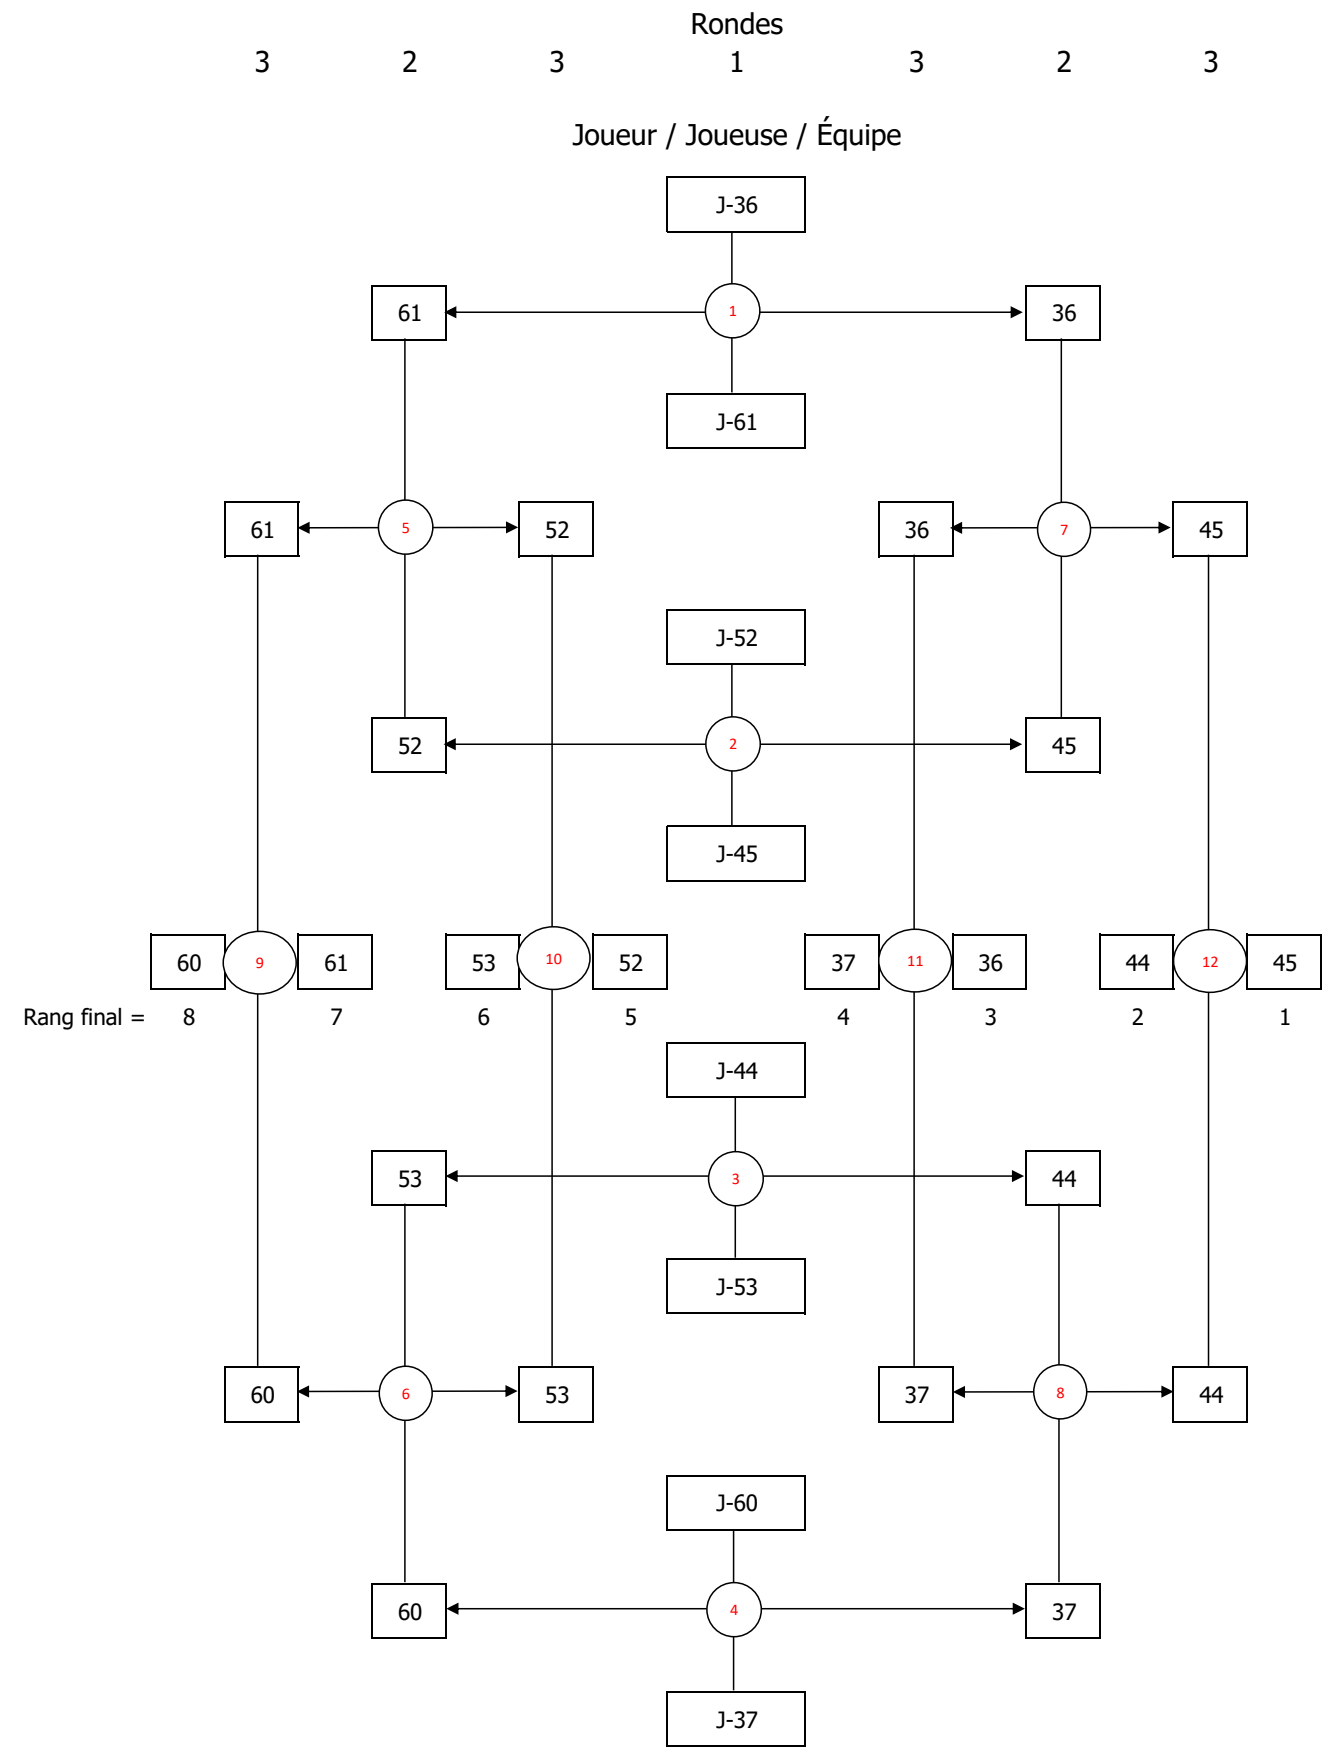 Rondes
3 2 3 1 3 2 3
Joueur / Joueuse / Équipe
J-36
61 1 36
J-61
61 5 52 36 7 45
J-52
52 2 45
J-45
60 9 61 53 10 52 37 11 36 44 12 45
Rang final = 8 7 6 5 4 3 2 1
J-44
53 3 44
J-53
60 6 53 37 8 44
J-60
60 4 37
J-37